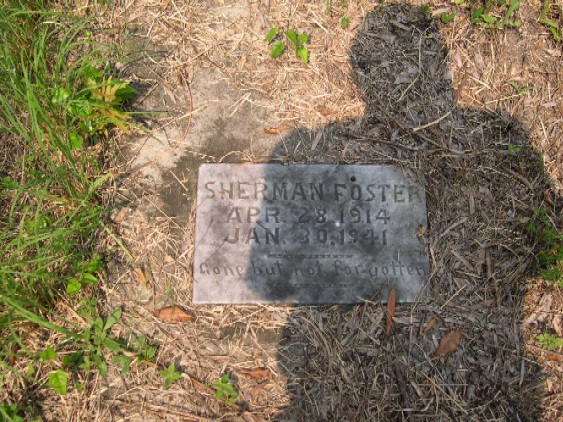 SHERMAN FOSTER
APR. 28, 1914
JAN. 30, 1941
Gone but not forgotten